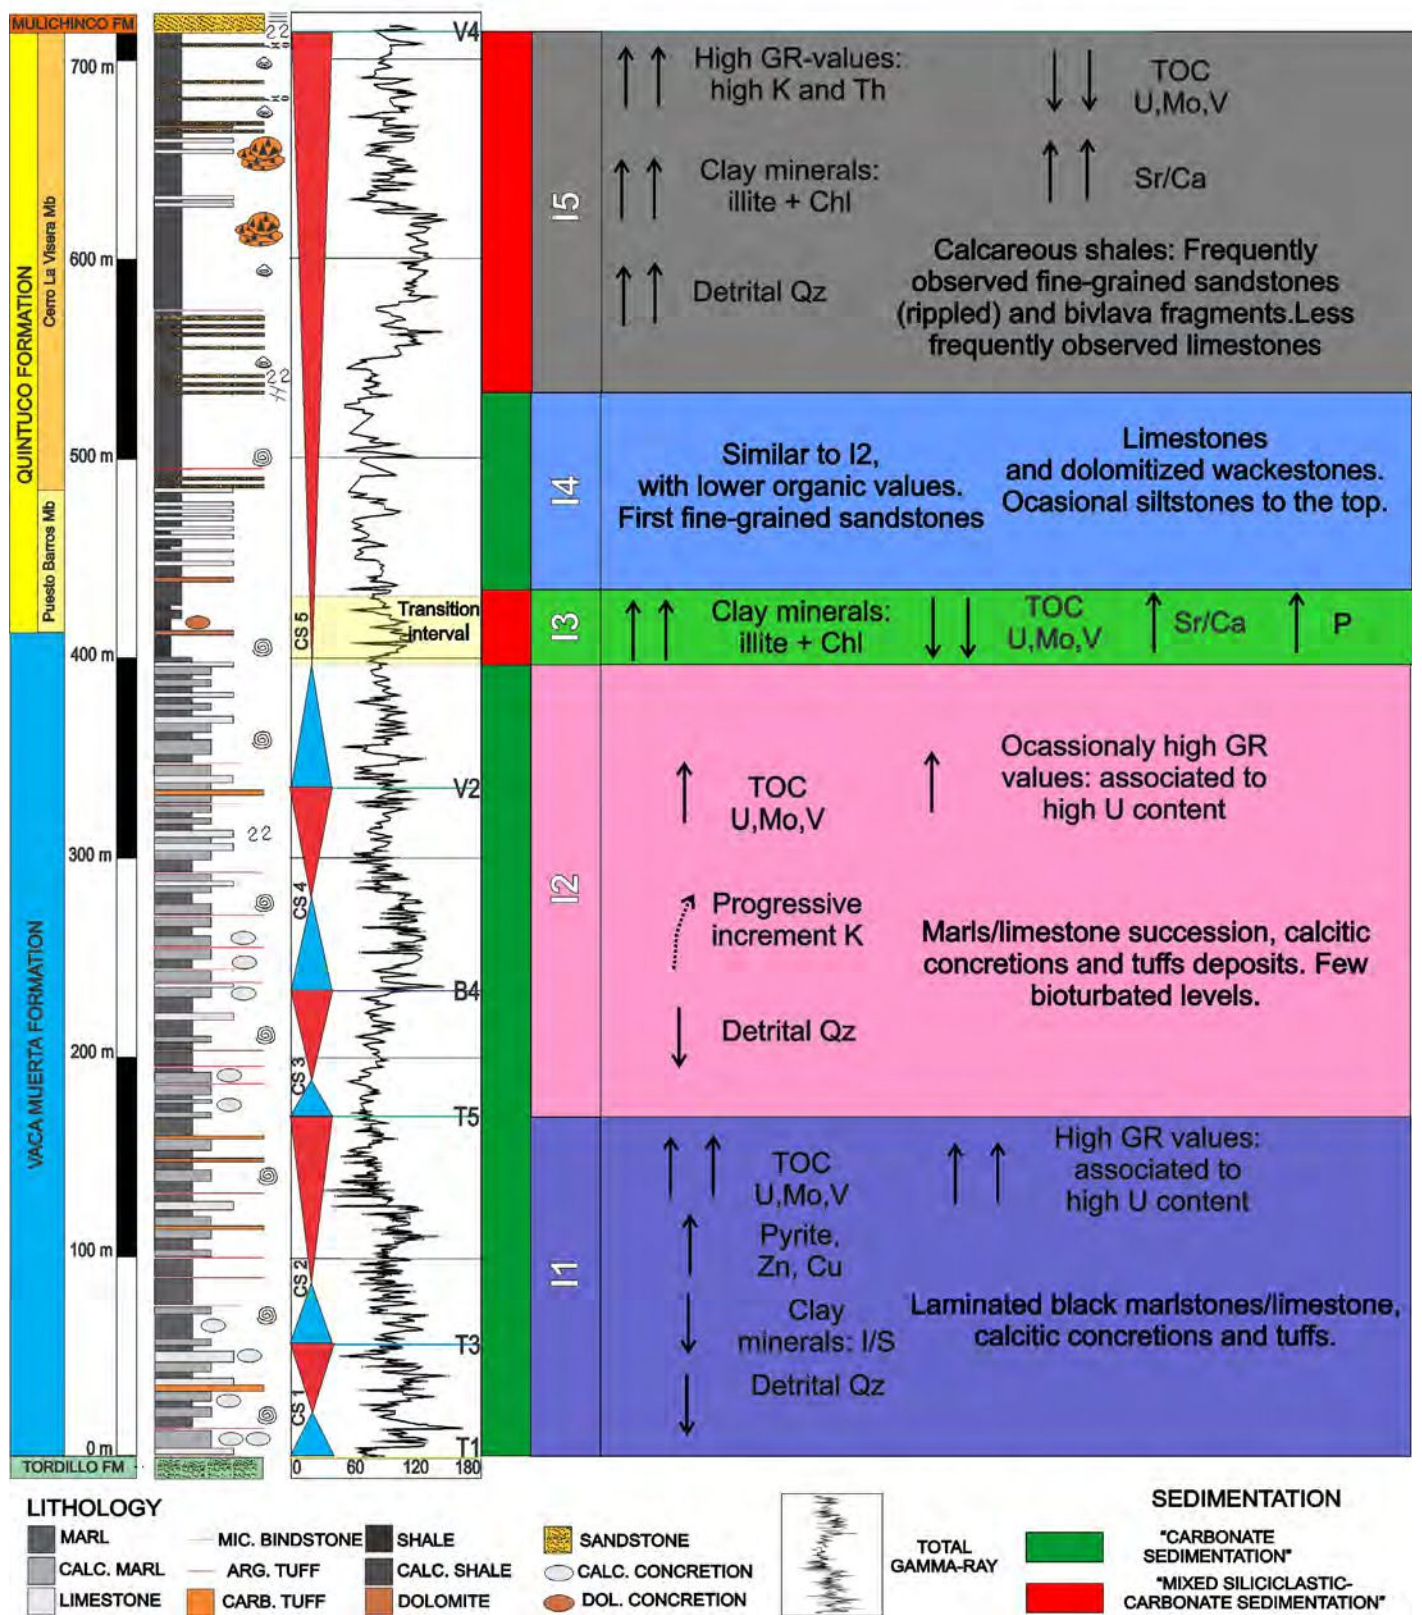 MULICHINCO FM
QUINTUCO FORMATION
VACA MUERTA FORMATION
TORDILLO FM
Cerro La Visera Mb
Puesto Barros Mb
700 m
600 m
500 m
400 m
300 m
200 m
100 m
0 m
CS 5
CS 4
CS 3
CS 2
CS 1
Transition
interval
V4
V2
B4
T5
T3
T1
0
60
120
180
I5
High GR-values:
high K and Th
TOC
U,Mo,V
Clay minerals:
illite + Chl
Sr/Ca
Detrital Qz
Calcareous shales: Frequently
observed fine-grained sandstones
(rippled) and bivlava fragments.Less
frequently observed limestones
I4
Similar to I2,
with lower organic values.
First fine-grained sandstones
Limestones
and dolomitized wackestones.
Ocasional siltstones to the top.
I3
Clay minerals:
illite + Chl
TOC
U,Mo,V
Sr/Ca
P
I2
TOC
U,Mo,V
Ocassionaly high GR
values: associated to
high U content
Progressive
increment K
Marls/limestone succession, calcitic
concretions and tuffs deposits. Few
bioturbated levels.
Detrital Qz
I1
TOC
U,Mo,V
High GR values:
associated to
high U content
Pyrite,
Zn, Cu
Clay
minerals: I/S
Laminated black marlstones/limestone,
calcitic concretions and tuffs.
Detrital Qz
LITHOLOGY
MARL
CALC. MARL
LIMESTONE
MIC. BINDSTONE
ARG. TUFF
CARB. TUFF
SHALE
CALC. SHALE
DOLOMITE
SANDSTONE
CALC. CONCRETION
DOL. CONCRETION
TOTAL
GAMMA-RAY
SEDIMENTATION
"CARBONATE
SEDIMENTATION"
"MIXED SILICICLASTIC-
CARBONATE SEDIMENTATION"